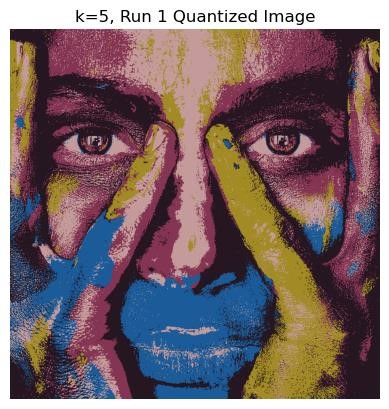 k=5, Run 1 Quantized Image